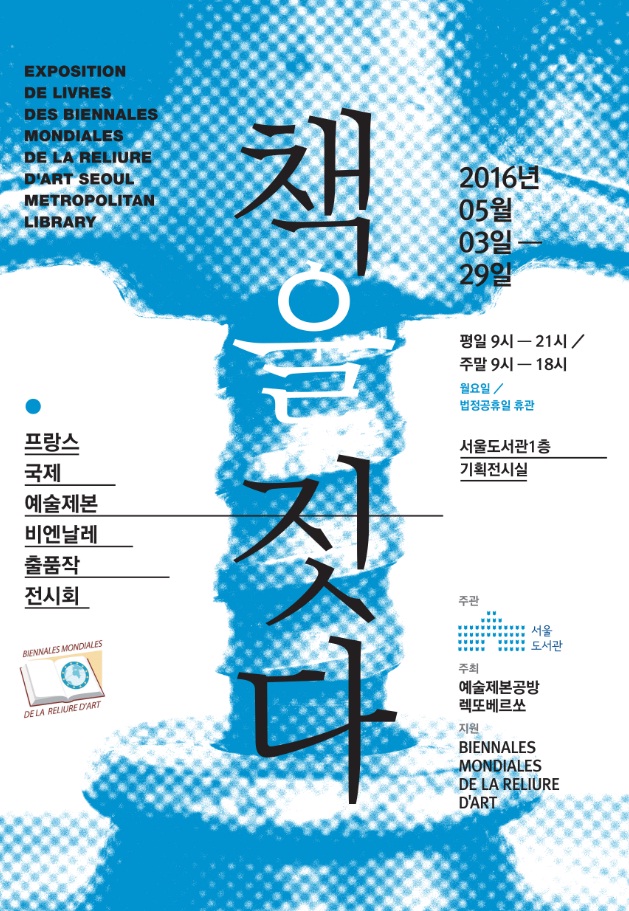 EXPOSITION
DE LIVRES
DES BIENNALES
MONDIALES
DE LA RELIURE
D'ART SEOUL
METROPOLITAN
LIBRARY
책을 짓다
2016년
05월
03일 —
29일
평일 9시 — 21시 /
주말 9시 — 18시
월요일 /
법정공휴일 휴관
서울도서관1층
기획전시실
프랑스
국제
예술제본
비엔날레
출품작
전시회
BIENNALES MONDIALES
DE LA RELIURE D'ART
주관
서울
도서관
주최
예술제본공방
렉또베르쏘
지원
BIENNALES
MONDIALES
DE LA RELIURE
D'ART